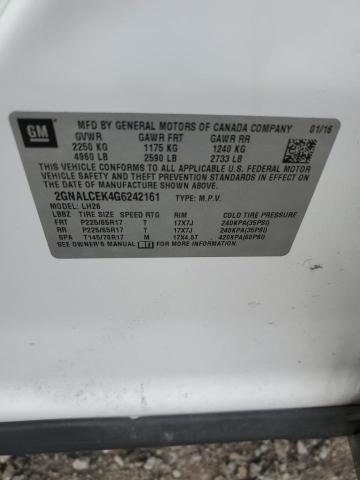 GM
MFD BY GENERAL MOTORS OF CANADA COMPANY 01/16
GVWR GAWR FRT GAWR RR
2250 KG 1175 KG 1240 KG
4960 LB 2590 LB 2733 LB
THIS VEHICLE CONFORMS TO ALL APPLICABLE U.S. FEDERAL MOTOR
VEHICLE SAFETY, BUMPER, AND THEFT PREVENTION STANDARDS
IN EFFECT ON THE DATE OF MANUFACTURE SHOWN ABOVE.
2GNALCEK4G6242161 TYPE: M.P.V.
MODEL: LH26
LBBZ TIRE SIZE SPEED RTG RIM COLD TIRE PRESSURE
FRT P225/65R17 T 17X7J 240KPA(35PSI)
RR P225/65R17 T 17X7J 240KPA(35PSI)
SPA T145/70R17 M 17X4.5T 420KPA(60PSI)
SEE OWNER'S MANUAL FOR MORE INFORMATION.